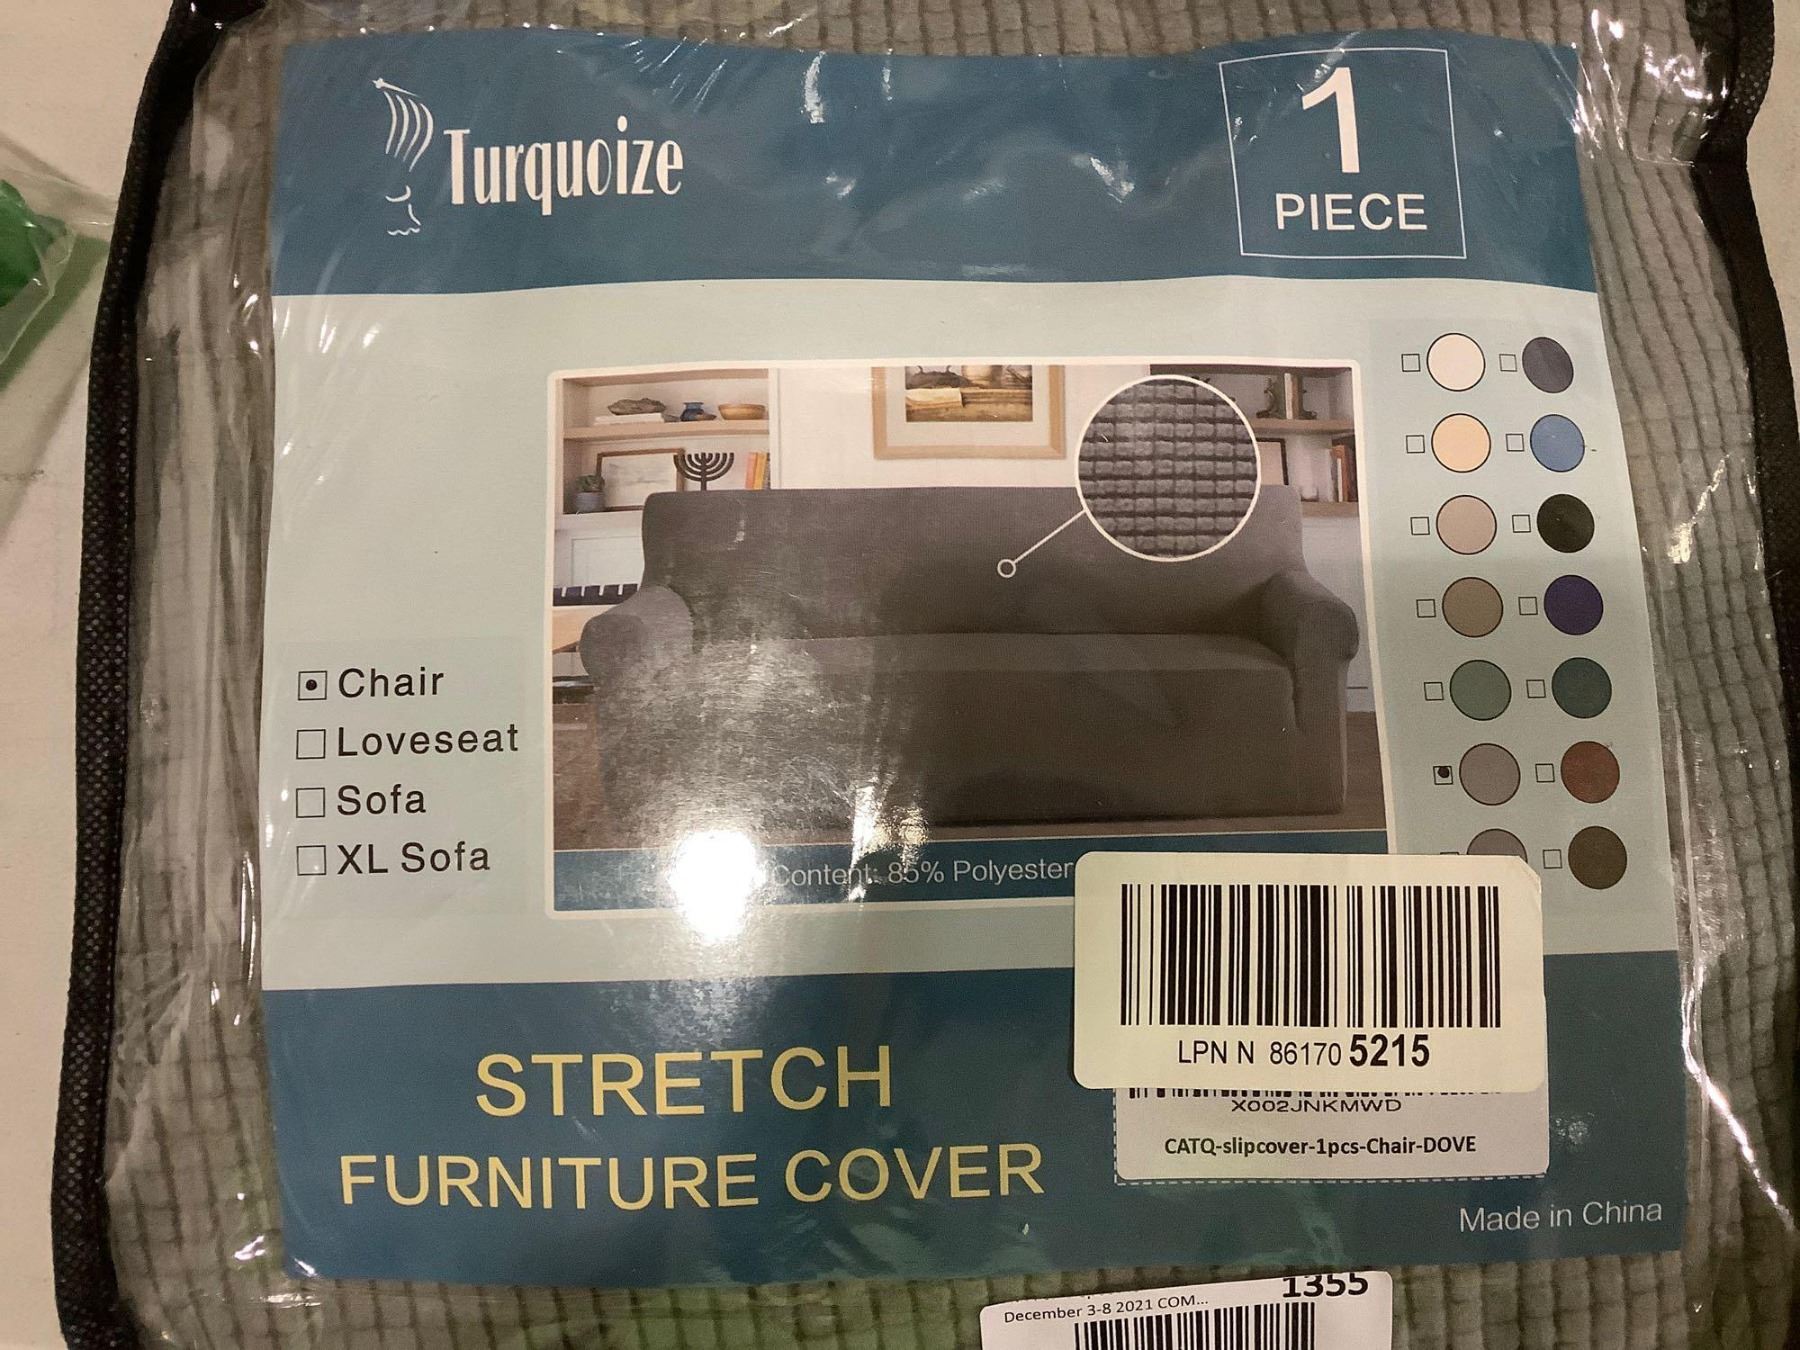 Turquoize
1
PIECE
Chair
Loveseat
Sofa
XL Sofa
Content: 85% Polyester
STRETCH
FURNITURE COVER
LPN N 86170 5215
X002JNKMWD
CATQ-slipcover-1pcs-Chair-DOVE
Made in China
1355
December 3-8 2021 COM...